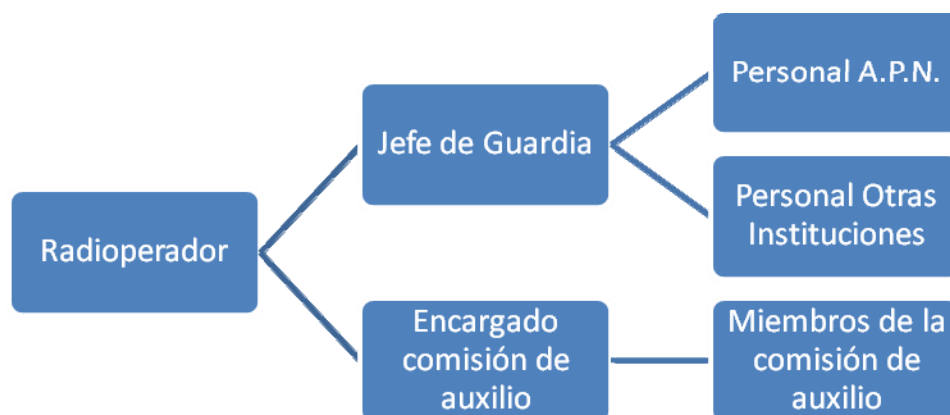 Personal A.P.N.
Jefe de Guardia
Personal Otras
Instituciones
Radioperador
Encargado
comisión de
auxilio
Miembros de la
comisión de
auxilio